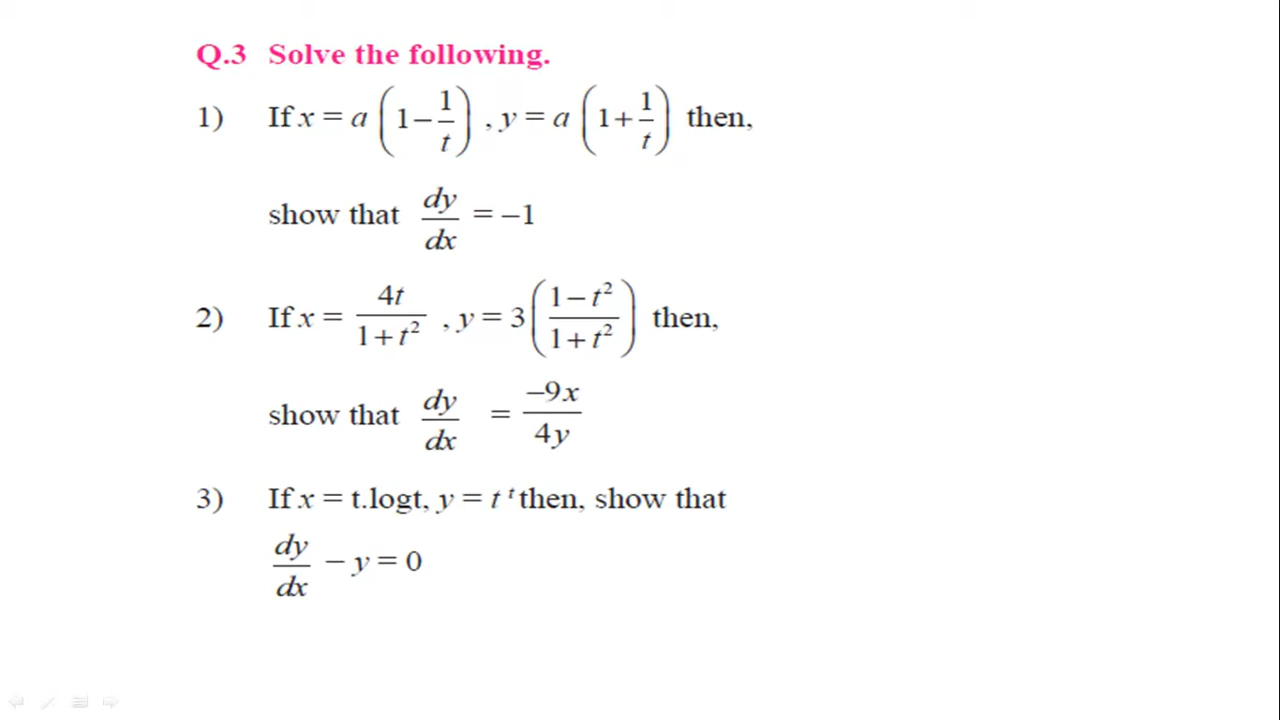 Q.3 Solve the following.
1) If x = a (1 − 1/t), y = a (1 + 1/t) then,
show that dy/dx = −1
2) If x = 4t/(1 + t²), y = 3 ((1 − t²)/(1 + t²)) then,
show that dy/dx = −9x/4y
3) If x = t.logt, y = tᵗ then, show that
dy/dx − y = 0